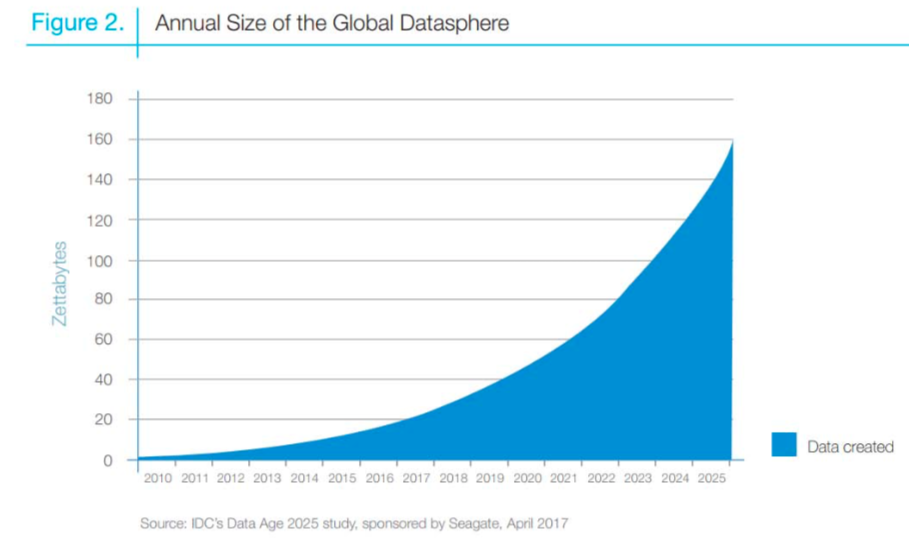 Figure 2. Annual Size of the Global Datasphere
180
160
140
120
100
80
60
40
20
0
Zettabytes
2010 2011 2012 2013 2014 2015 2016 2017 2018 2019 2020 2021 2022 2023 2024 2025
Data created
Source: IDC's Data Age 2025 study, sponsored by Seagate, April 2017